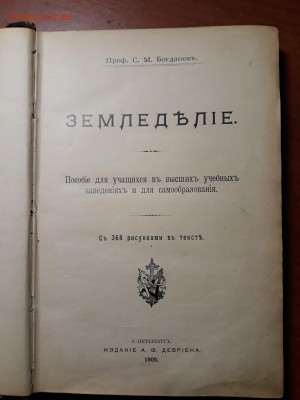 Проф. С. М. Богдановъ.
ЗЕМЛЕДѢЛІЕ.
Пособіе для учащихся въ высшихъ учебныхъ
заведеніяхъ и для самообразованія.
Съ 368 рисунками въ текстѣ.
С.-ПЕТЕРБУРГЪ.
ИЗДАНІЕ А. Ф. ДЕВРІЕНА.
1909.